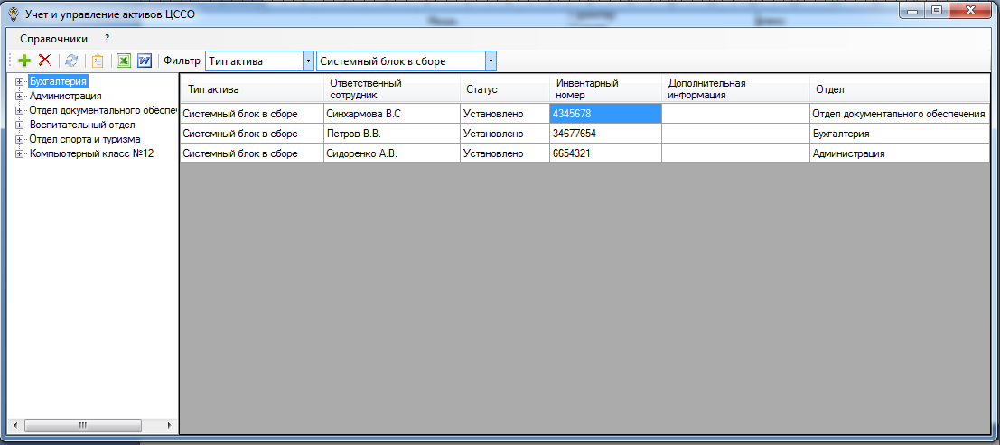 Учет и управление активов ЦССО
Справочники ?
Фильтр Тип актива Системный блок в сборе
Бухгалтерия
Администрация
Отдел документального обеспе
Воспитательный отдел
Отдел спорта и туризма
Компьютерный класс №12
Тип актива Ответственный сотрудник Статус Инвентарный номер Дополнительная информация Отдел
Системный блок в сборе Синхармова В.С Установлено 4345678 Отдел документального обеспечения
Системный блок в сборе Петров В.В. Установлено 34677654 Бухгалтерия
Системный блок в сборе Сидоренко А.В. Установлено 6654321 Администрация